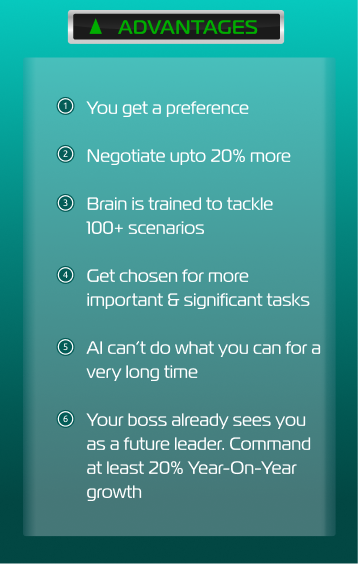 ▲ ADVANTAGES
1 You get a preference
2 Negotiate upto 20% more
3 Brain is trained to tackle
100+ scenarios
4 Get chosen for more
important & significant tasks
5 AI can't do what you can for a
very long time
6 Your boss already sees you
as a future leader. Command
at least 20% Year-On-Year
growth